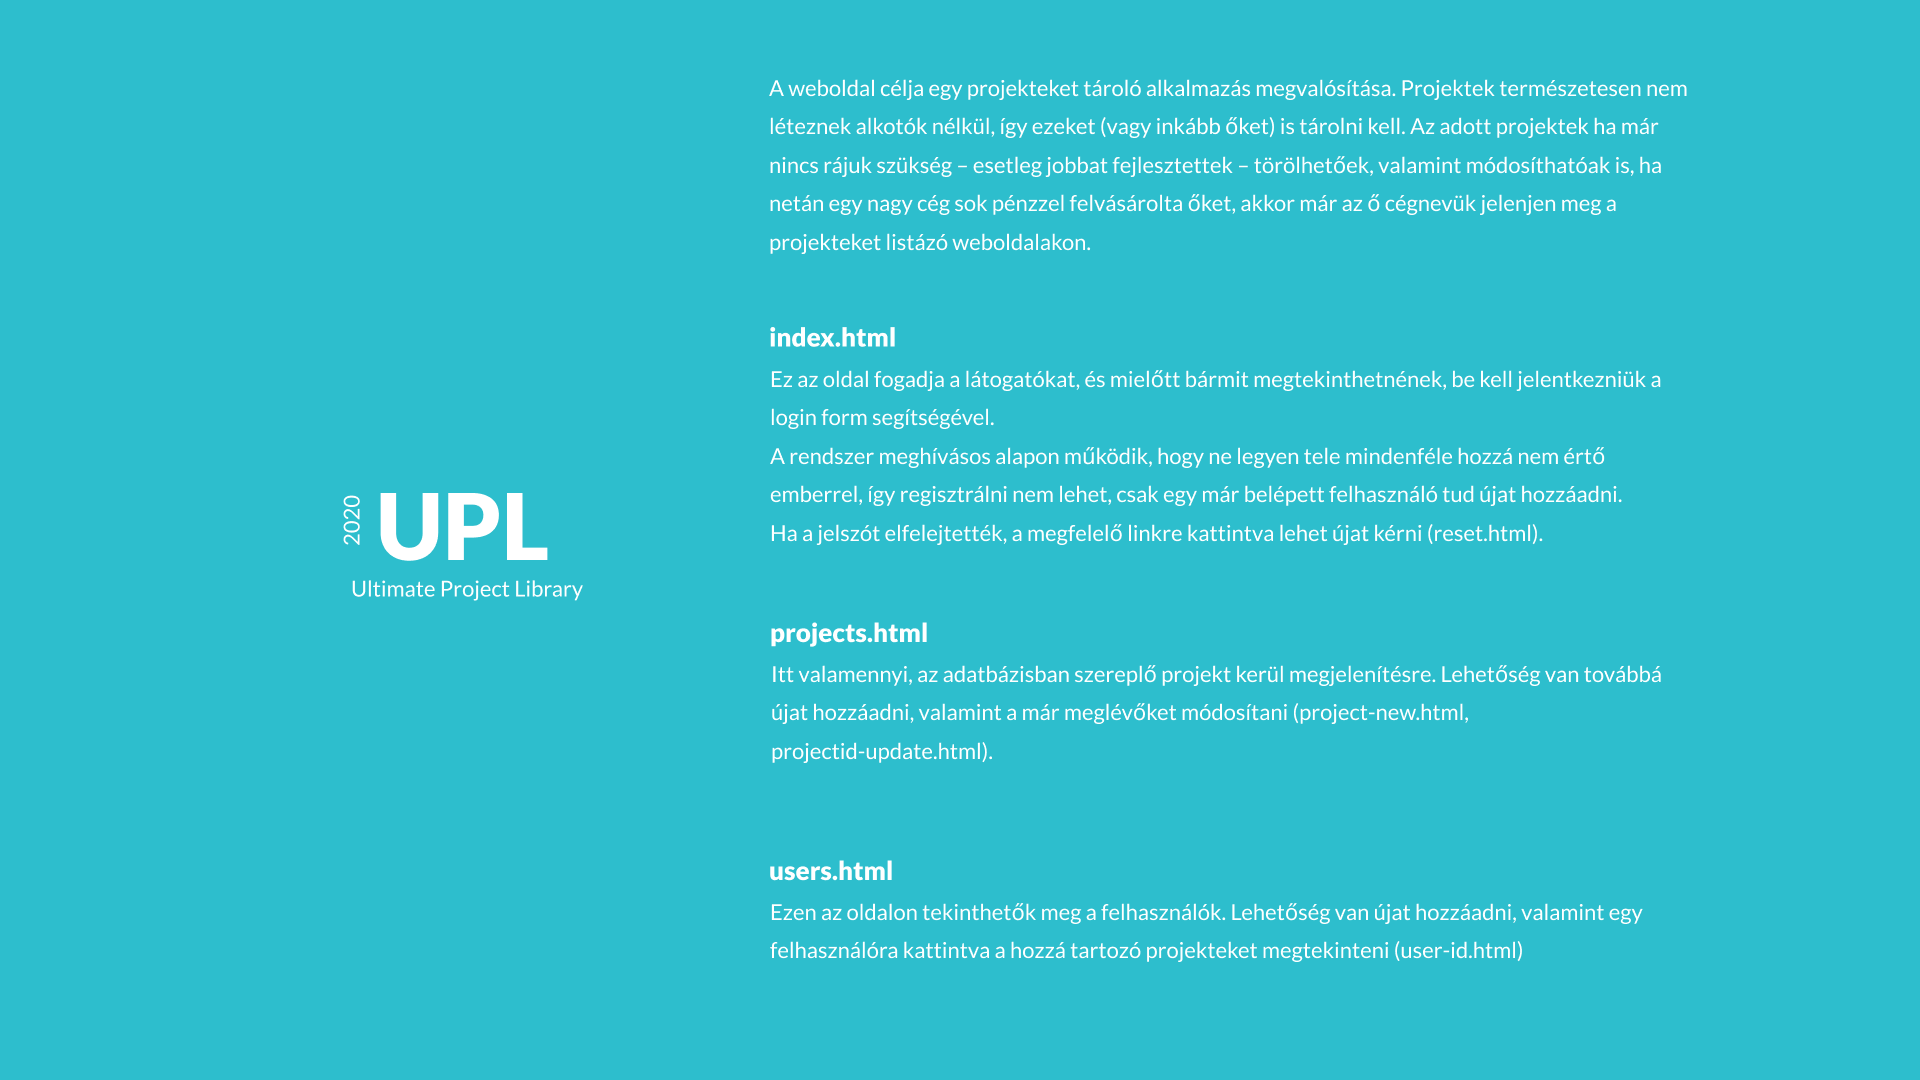 2020
UPL
Ultimate Project Library
A weboldal célja egy projekteket tároló alkalmazás megvalósítása. Projektek természetesen nem
léteznek alkotók nélkül, így ezeket (vagy inkább őket) is tárolni kell. Az adott projektek ha már
nincs rájuk szükség – esetleg jobbat fejlesztettek – törölhetőek, valamint módosíthatóak is, ha
netán egy nagy cég sok pénzzel felvásárolta őket, akkor már az ő cégnevük jelenjen meg a
projekteket listázó weboldalakon.
index.html
Ez az oldal fogadja a látogatókat, és mielőtt bármit megtekinthetnének, be kell jelentkezniük a
login form segítségével.
A rendszer meghívásos alapon működik, hogy ne legyen tele mindenféle hozzá nem értő
emberrel, így regisztrálni nem lehet, csak egy már belépett felhasználó tud újat hozzáadni.
Ha a jelszót elfelejtették, a megfelelő linkre kattintva lehet újat kérni (reset.html).
projects.html
Itt valamennyi, az adatbázisban szereplő projekt kerül megjelenítésre. Lehetőség van továbbá
újat hozzáadni, valamint a már meglévőket módosítani (project-new.html,
projectid-update.html).
users.html
Ezen az oldalon tekinthetők meg a felhasználók. Lehetőség van újat hozzáadni, valamint egy
felhasználóra kattintva a hozzá tartozó projekteket megtekinteni (user-id.html)